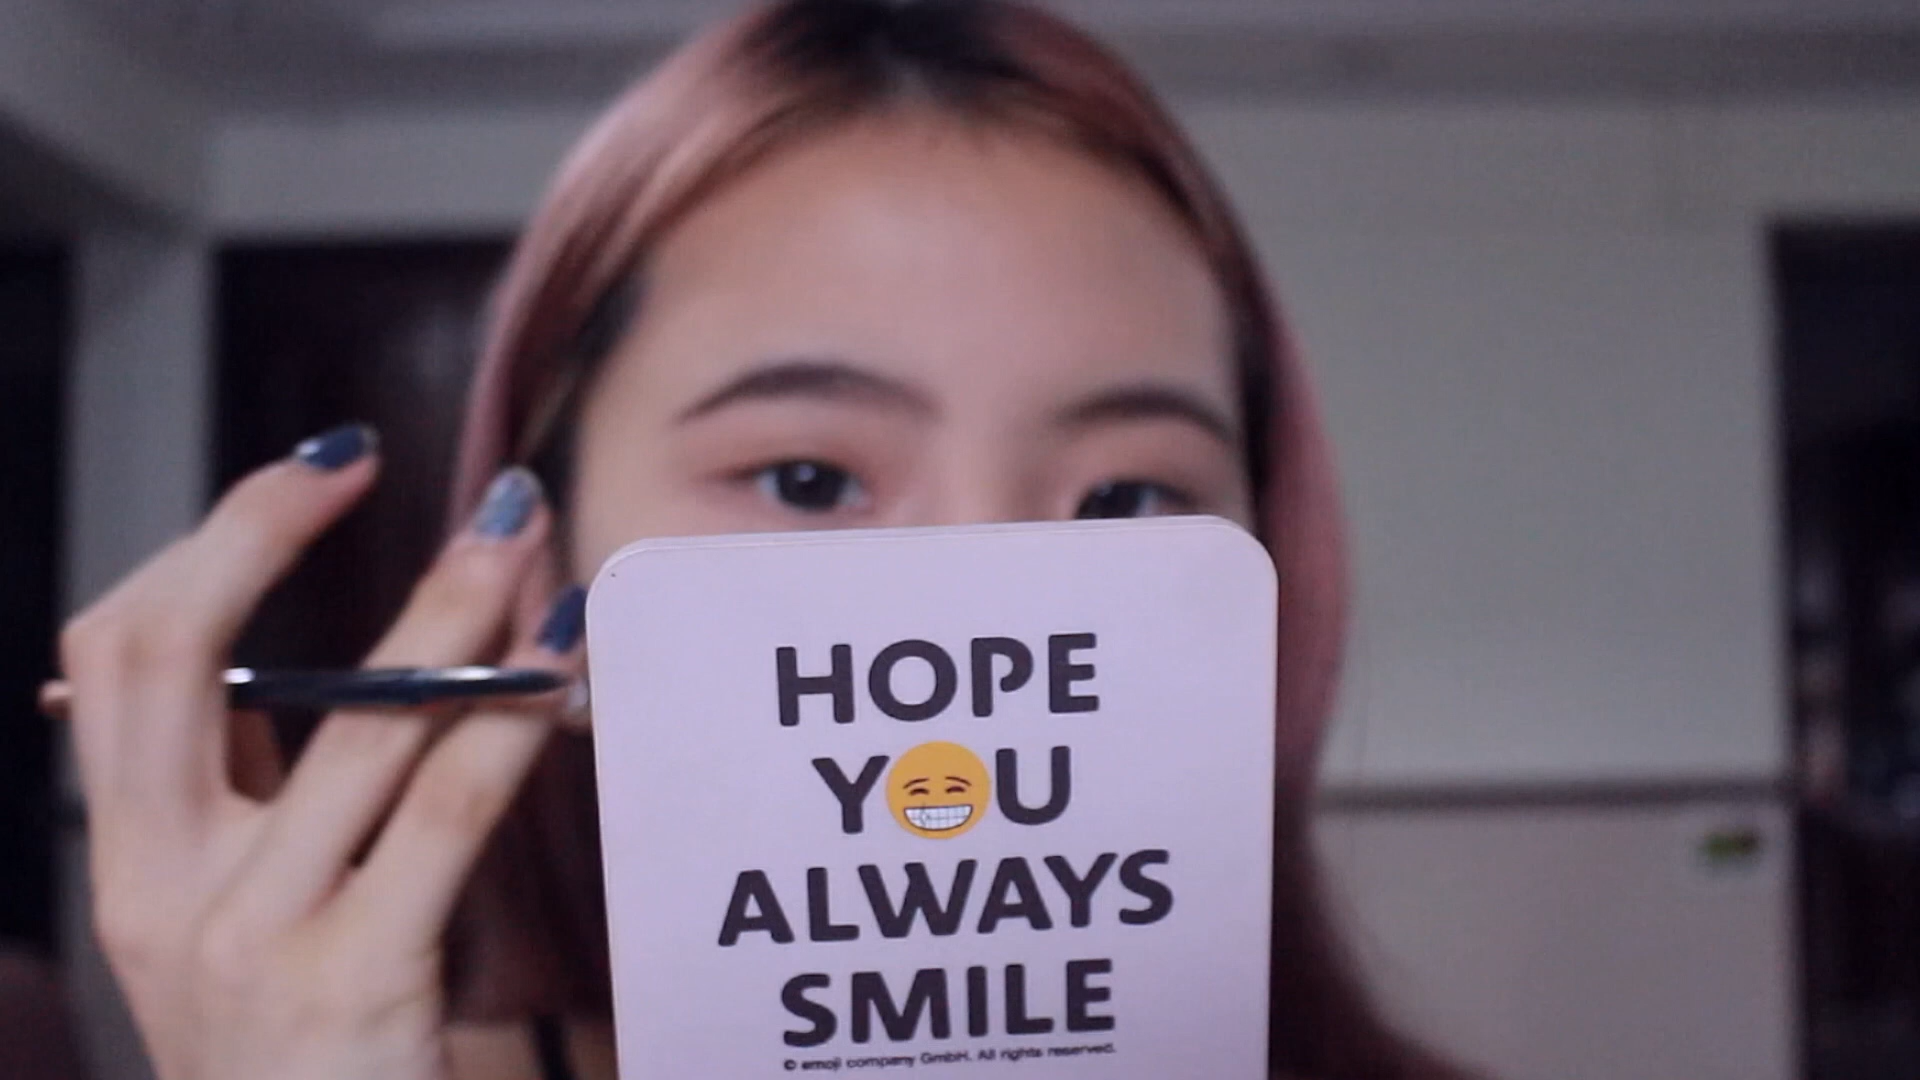 HOPE
Y😁U
ALWAYS
SMILE
© emoji company GmbH. All rights reserved.